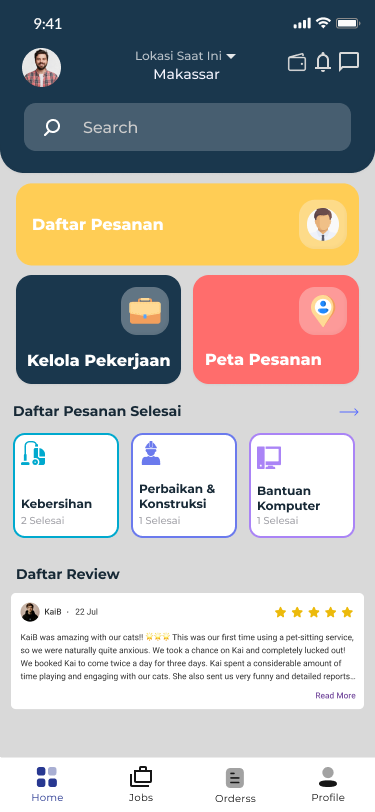 9:41
Lokasi Saat Ini
Makassar
Search
Daftar Pesanan
Kelola Pekerjaan
Peta Pesanan
Daftar Pesanan Selesai
Kebersihan
2 Selesai
Perbaikan &
Konstruksi
1 Selesai
Bantuan
Komputer
1 Selesai
Daftar Review
KaiB · 22 Jul
KaiB was amazing with our cats!! 💡💡💡 This was our first time using a pet-sitting service,
so we were naturally quite anxious. We took a chance on Kai and completely lucked out!
We booked Kai to come twice a day for three days. Kai spent a considerable amount of
time playing and engaging with our cats. She also sent us very funny and detailed reports...
Read More
Home
Jobs
Orderss
Profile